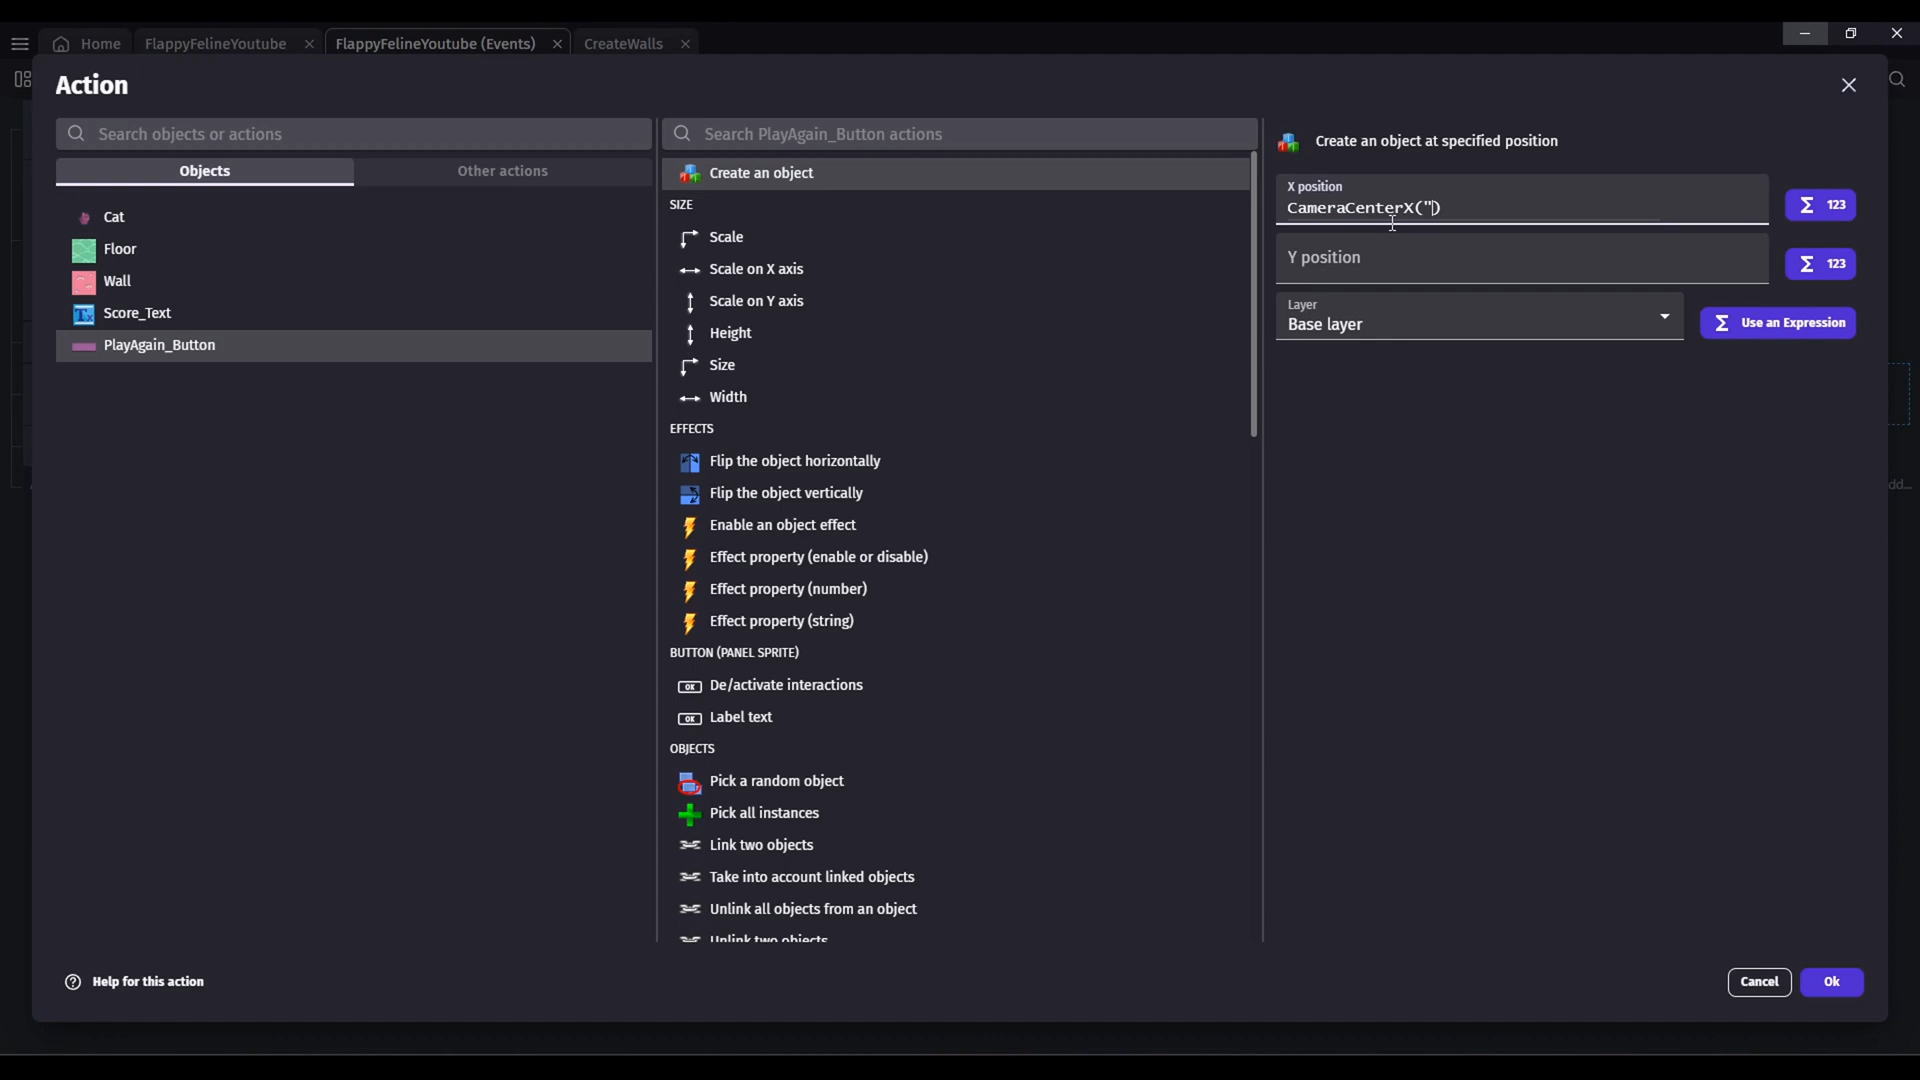 Home
FlappyFelineYoutube
FlappyFelineYoutube (Events)
CreateWalls
Action
Search objects or actions
Objects
Other actions
Cat
Floor
Wall
Score_Text
PlayAgain_Button
Search PlayAgain_Button actions
Create an object
SIZE
Scale
Scale on X axis
Scale on Y axis
Height
Size
Width
EFFECTS
Flip the object horizontally
Flip the object vertically
Enable an object effect
Effect property (enable or disable)
Effect property (number)
Effect property (string)
BUTTON (PANEL SPRITE)
OK De/activate interactions
OK Label text
OBJECTS
Pick a random object
Pick all instances
Link two objects
Take into account linked objects
Unlink all objects from an object
Unlink two objects
Create an object at specified position
X position
CameraCenterX(")
Σ 123
Y position
Σ 123
Layer
Base layer
Σ Use an Expression
Help for this action
Cancel
Ok